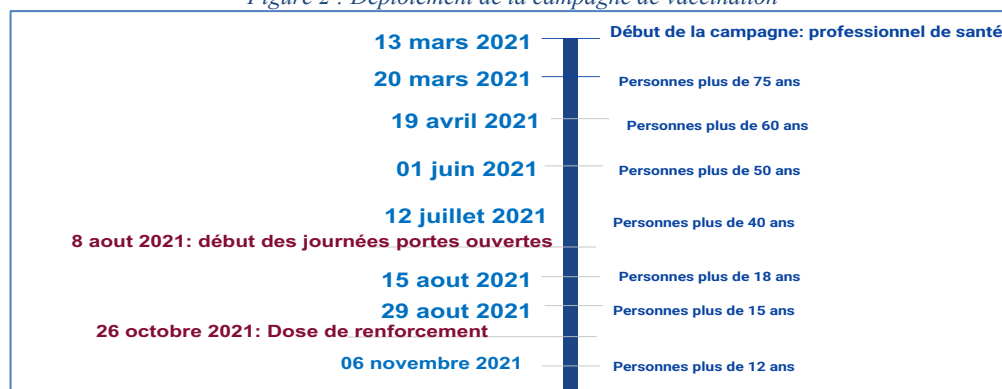 Figure 2 : Déploiement de la campagne de vaccination
13 mars 2021 Début de la campagne: professionnel de santé
20 mars 2021 Personnes plus de 75 ans
19 avril 2021 Personnes plus de 60 ans
01 juin 2021 Personnes plus de 50 ans
12 juillet 2021 Personnes plus de 40 ans
8 aout 2021: début des journées portes ouvertes
15 aout 2021 Personnes plus de 18 ans
29 aout 2021 Personnes plus de 15 ans
26 octobre 2021: Dose de renforcement
06 novembre 2021 Personnes plus de 12 ans